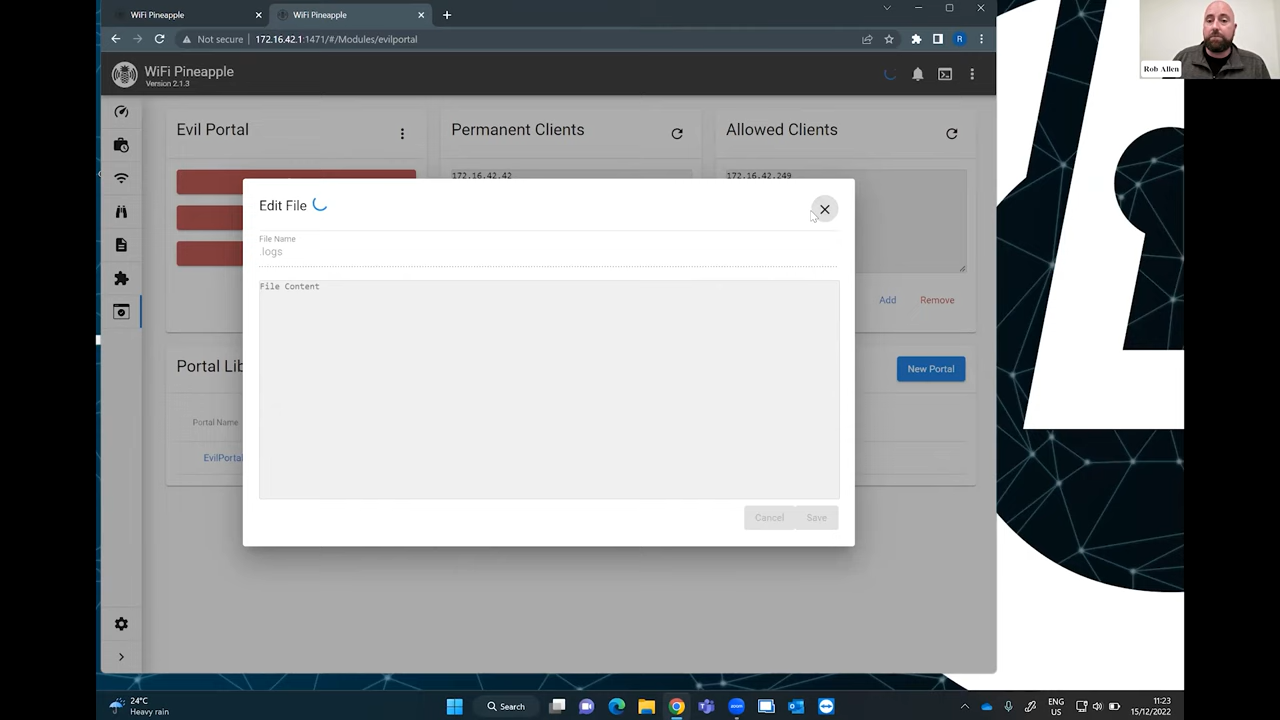 WiFi Pineapple
WiFi Pineapple
Not secure
172.16.42.1:1471/#/Modules/evilportal
R
Rob Allen
WiFi Pineapple
Version 2.1.3
Evil Portal
Permanent Clients
Allowed Clients
172.16.42.42
172.16.42.249
Edit File
File Name
.logs
File Content
Add
Remove
Portal Lib
New Portal
Portal Name
EvilPortal
Cancel
Save
24°C
Heavy rain
Search
ENG
US
11:23
15/12/2022